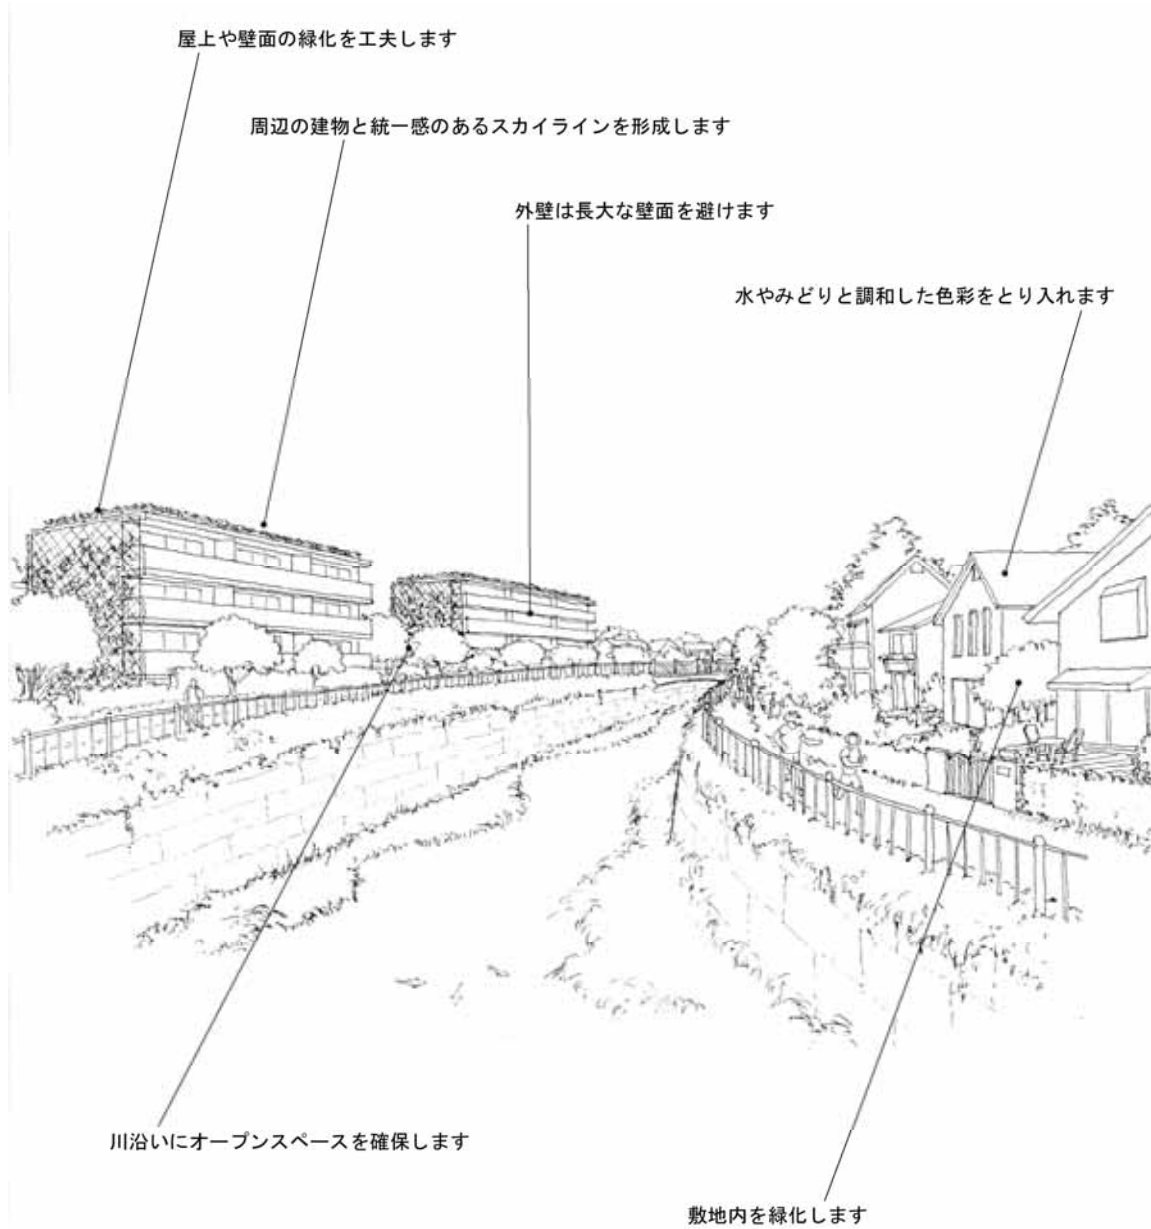 屋上や壁面の緑化を工夫します
周辺の建物と統一感のあるスカイラインを形成します
外壁は長大な壁面を避けます
水やみどりと調和した色彩をとり入れます
川沿いにオープンスペースを確保します
敷地内を緑化します